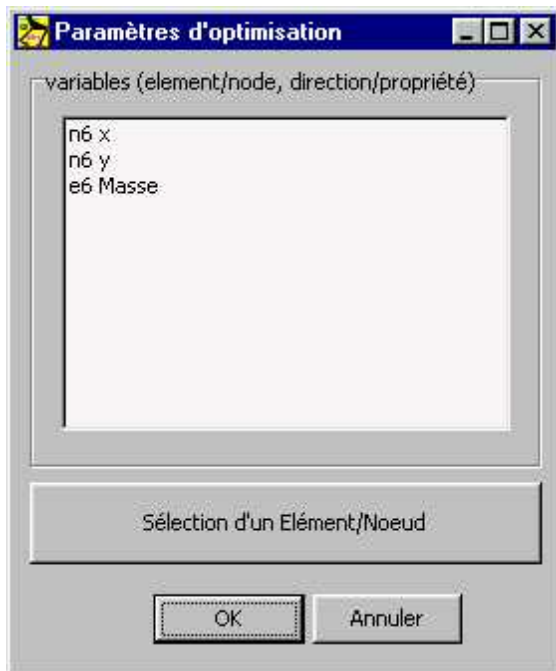 Paramètres d'optimisation
variables (element/node, direction/propriété)
n6 x
n6 y
e6 Masse
Sélection d'un Elément/Noeud
OK
Annuler